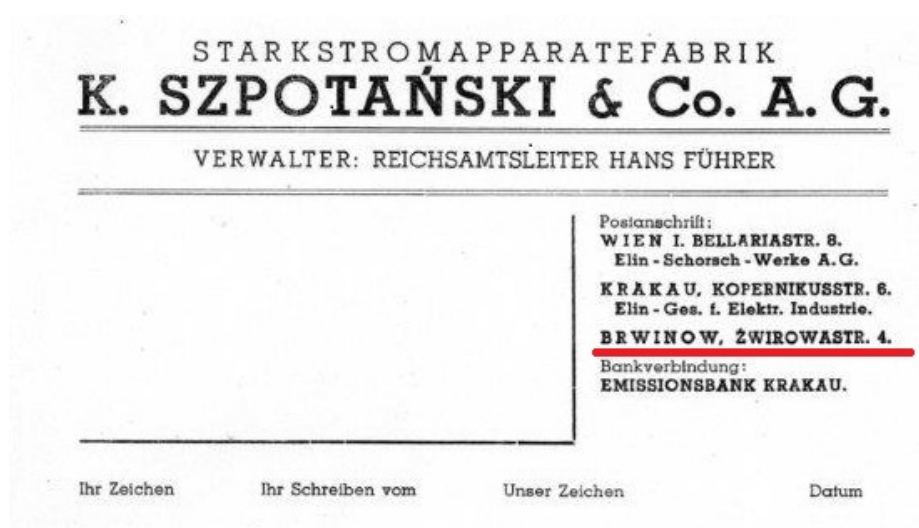 STARKSTROMAPPARATEFABRIK
K. SZPOTAŃSKI & Co. A. G.
VERWALTER: REICHSAMTSLEITER HANS FÜHRER
Postanschrift:
WIEN I. BELLARIASTR. 8.
Elin - Schorsch - Werke A. G.
KRAKAU, KOPERNIKUSSTR. 6.
Elin - Ges. f. Elektr. Industrie.
BRWINOW, ŻWIROWASTR. 4.
Bankverbindung:
EMISSIONSBANK KRAKAU.
Ihr Zeichen Ihr Schreiben vom Unser Zeichen Datum